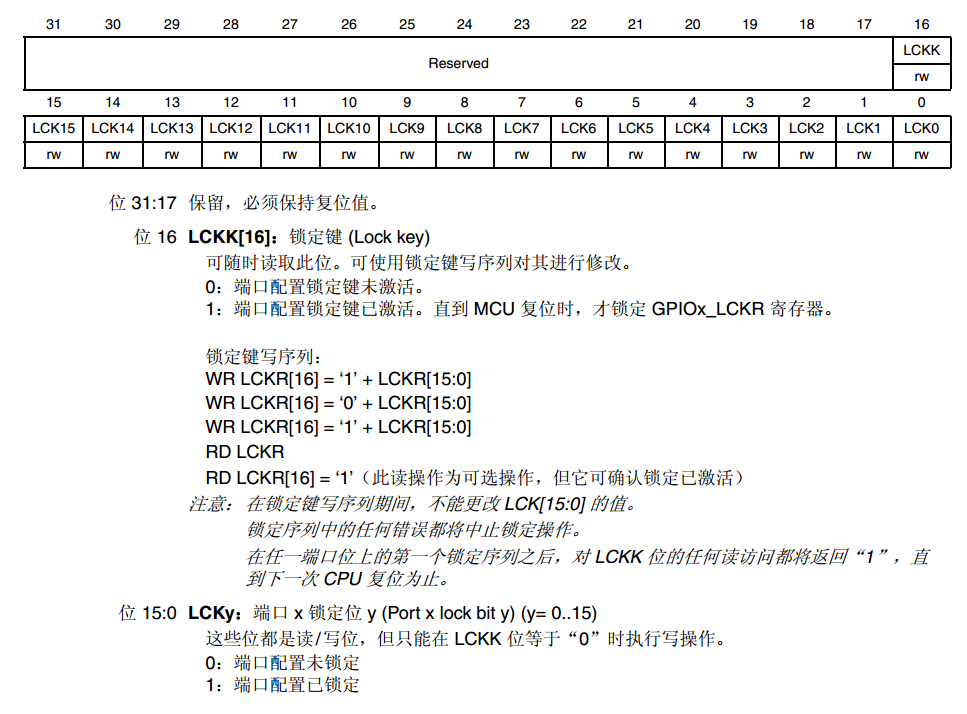 31 30 29 28 27 26 25 24 23 22 21 20 19 18 17 16
Reserved LCKK
rw
15 14 13 12 11 10 9 8 7 6 5 4 3 2 1 0
LCK15 LCK14 LCK13 LCK12 LCK11 LCK10 LCK9 LCK8 LCK7 LCK6 LCK5 LCK4 LCK3 LCK2 LCK1 LCK0
rw rw rw rw rw rw rw rw rw rw rw rw rw rw rw rw
位 31:17 保留，必须保持复位值。
位 16 LCKK[16]：锁定键 (Lock key)
可随时读取此位。可使用锁定键写序列对其进行修改。
0：端口配置锁定键未激活。
1：端口配置锁定键已激活。直到 MCU 复位时，才锁定 GPIOx_LCKR 寄存器。
锁定键写序列：
WR LCKR[16] = ‘1’ + LCKR[15:0]
WR LCKR[16] = ‘0’ + LCKR[15:0]
WR LCKR[16] = ‘1’ + LCKR[15:0]
RD LCKR
RD LCKR[16] = ‘1’（此读操作为可选操作，但它可确认锁定已激活）
注意： 在锁定键写序列期间，不能更改 LCK[15:0] 的值。
锁定序列中的任何错误都将中止锁定操作。
在任一端口位上的第一个锁定序列之后，对 LCKK 位的任何读访问都将返回“1”，直
到下一次 CPU 复位为止。
位 15:0 LCKy：端口 x 锁定位 y (Port x lock bit y) (y= 0..15)
这些位都是读/写位，但只能在 LCKK 位等于“0”时执行写操作。
0：端口配置未锁定
1：端口配置已锁定